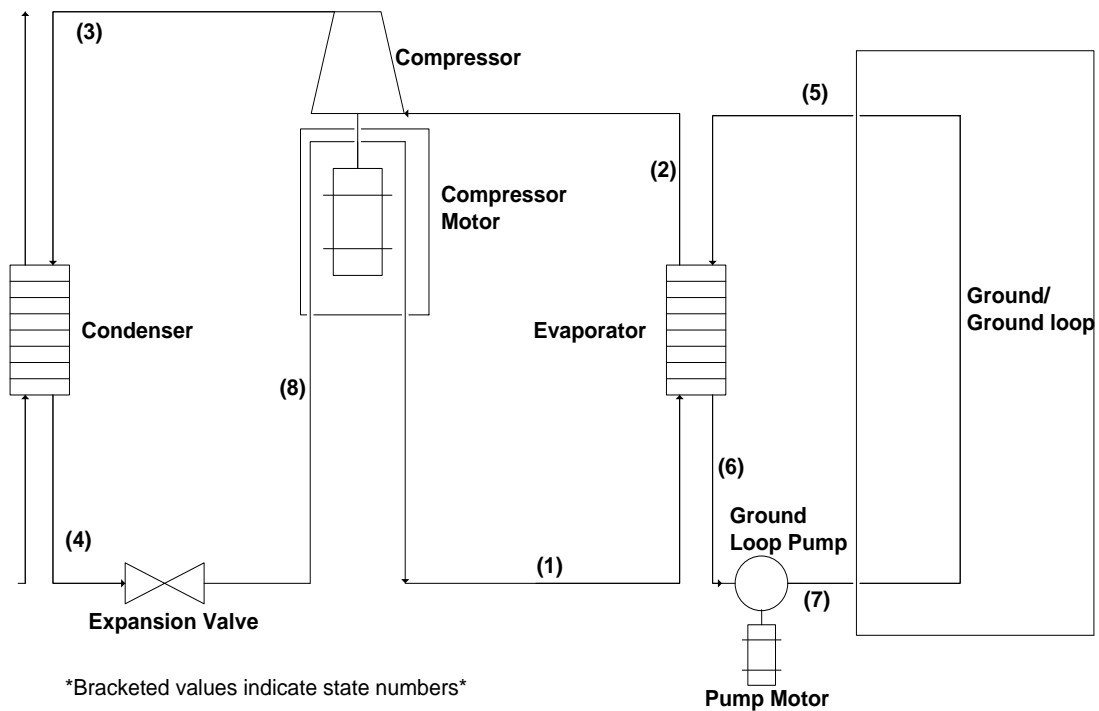 (3)
Compressor
(5)
(2)
Compressor
Motor
Condenser
Evaporator
Ground/
Ground loop
(8)
(6)
Ground
Loop Pump
(4)
(1)
(7)
Expansion Valve
*Bracketed values indicate state numbers*
Pump Motor